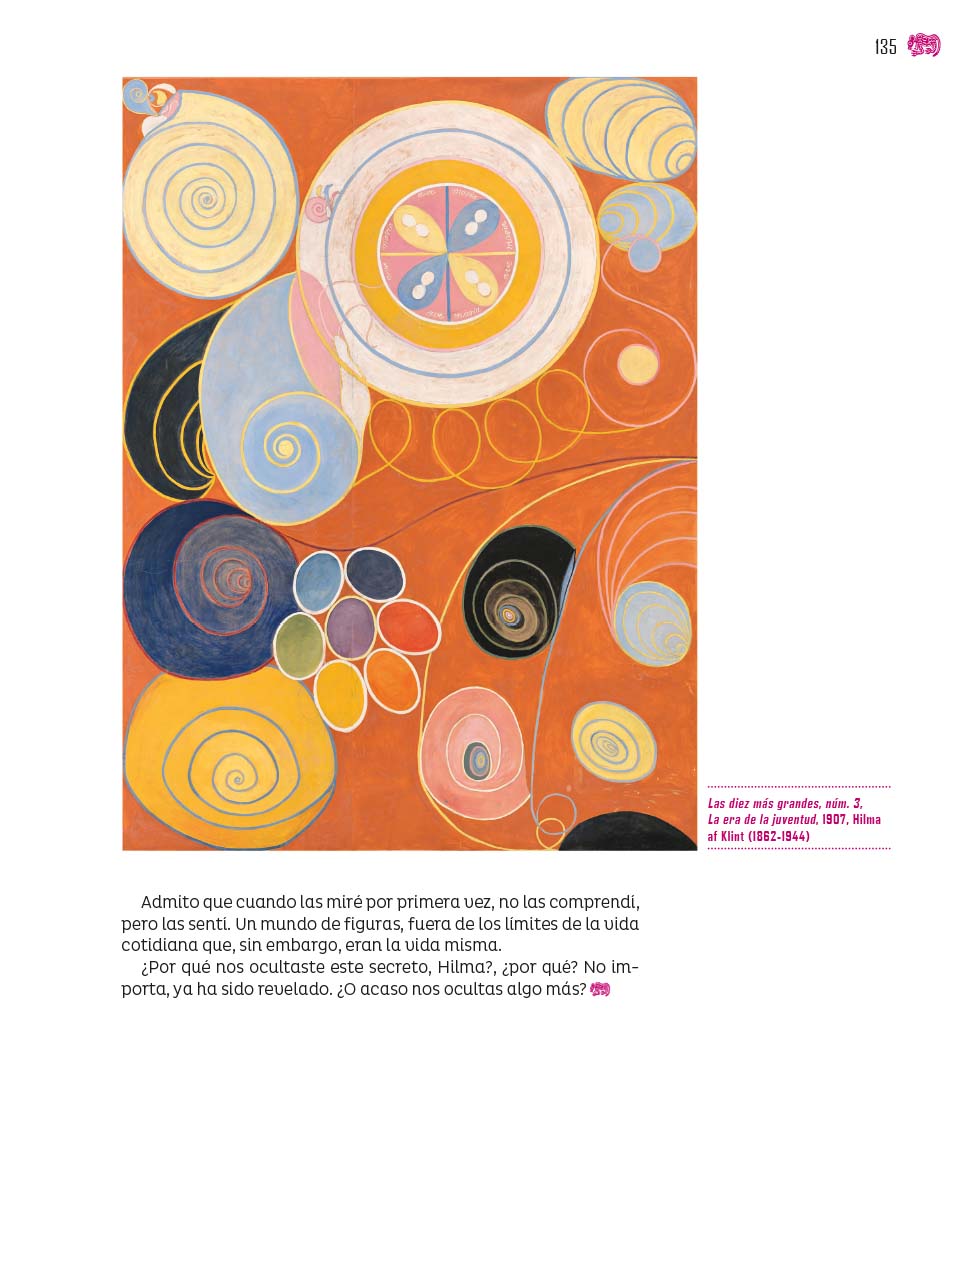 135
Las diez más grandes, núm. 3,
La era de la juventud, 1907, Hilma
af Klint (1862-1944)
Admito que cuando las miré por primera vez, no las comprendí,
pero las sentí. Un mundo de figuras, fuera de los límites de la vida
cotidiana que, sin embargo, eran la vida misma.
¿Por qué nos ocultaste este secreto, Hilma?, ¿por qué? No im-
porta, ya ha sido revelado. ¿O acaso nos ocultas algo más?